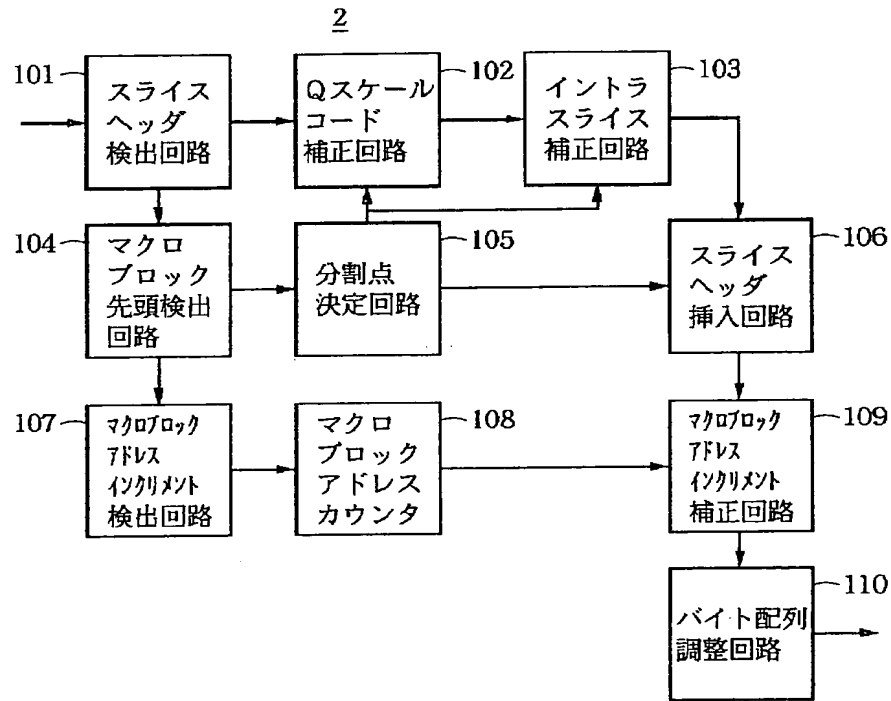 2
101
スライス
ヘッダ
検出回路
102
Qスケール
コード
補正回路
103
イントラ
スライス
補正回路
104
マクロ
ブロック
先頭検出
回路
105
分割点
決定回路
106
スライス
ヘッダ
挿入回路
107
マクロブロック
アドレス
インクリメント
検出回路
108
マクロ
ブロック
アドレス
カウンタ
109
マクロブロック
アドレス
インクリメント
補正回路
110
バイト配列
調整回路